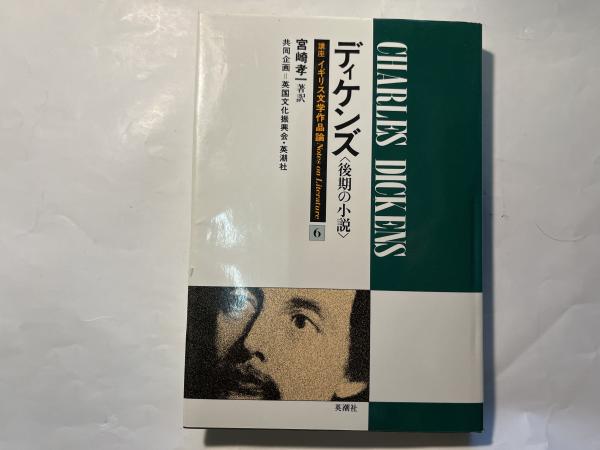 CHARLES DICKENS
ディケンズ〈後期の小説〉
講座 イギリス文学作品論 Notes on Literature 6
宮崎孝一 著訳
共同企画=英国文化振興会・英潮社
英潮社